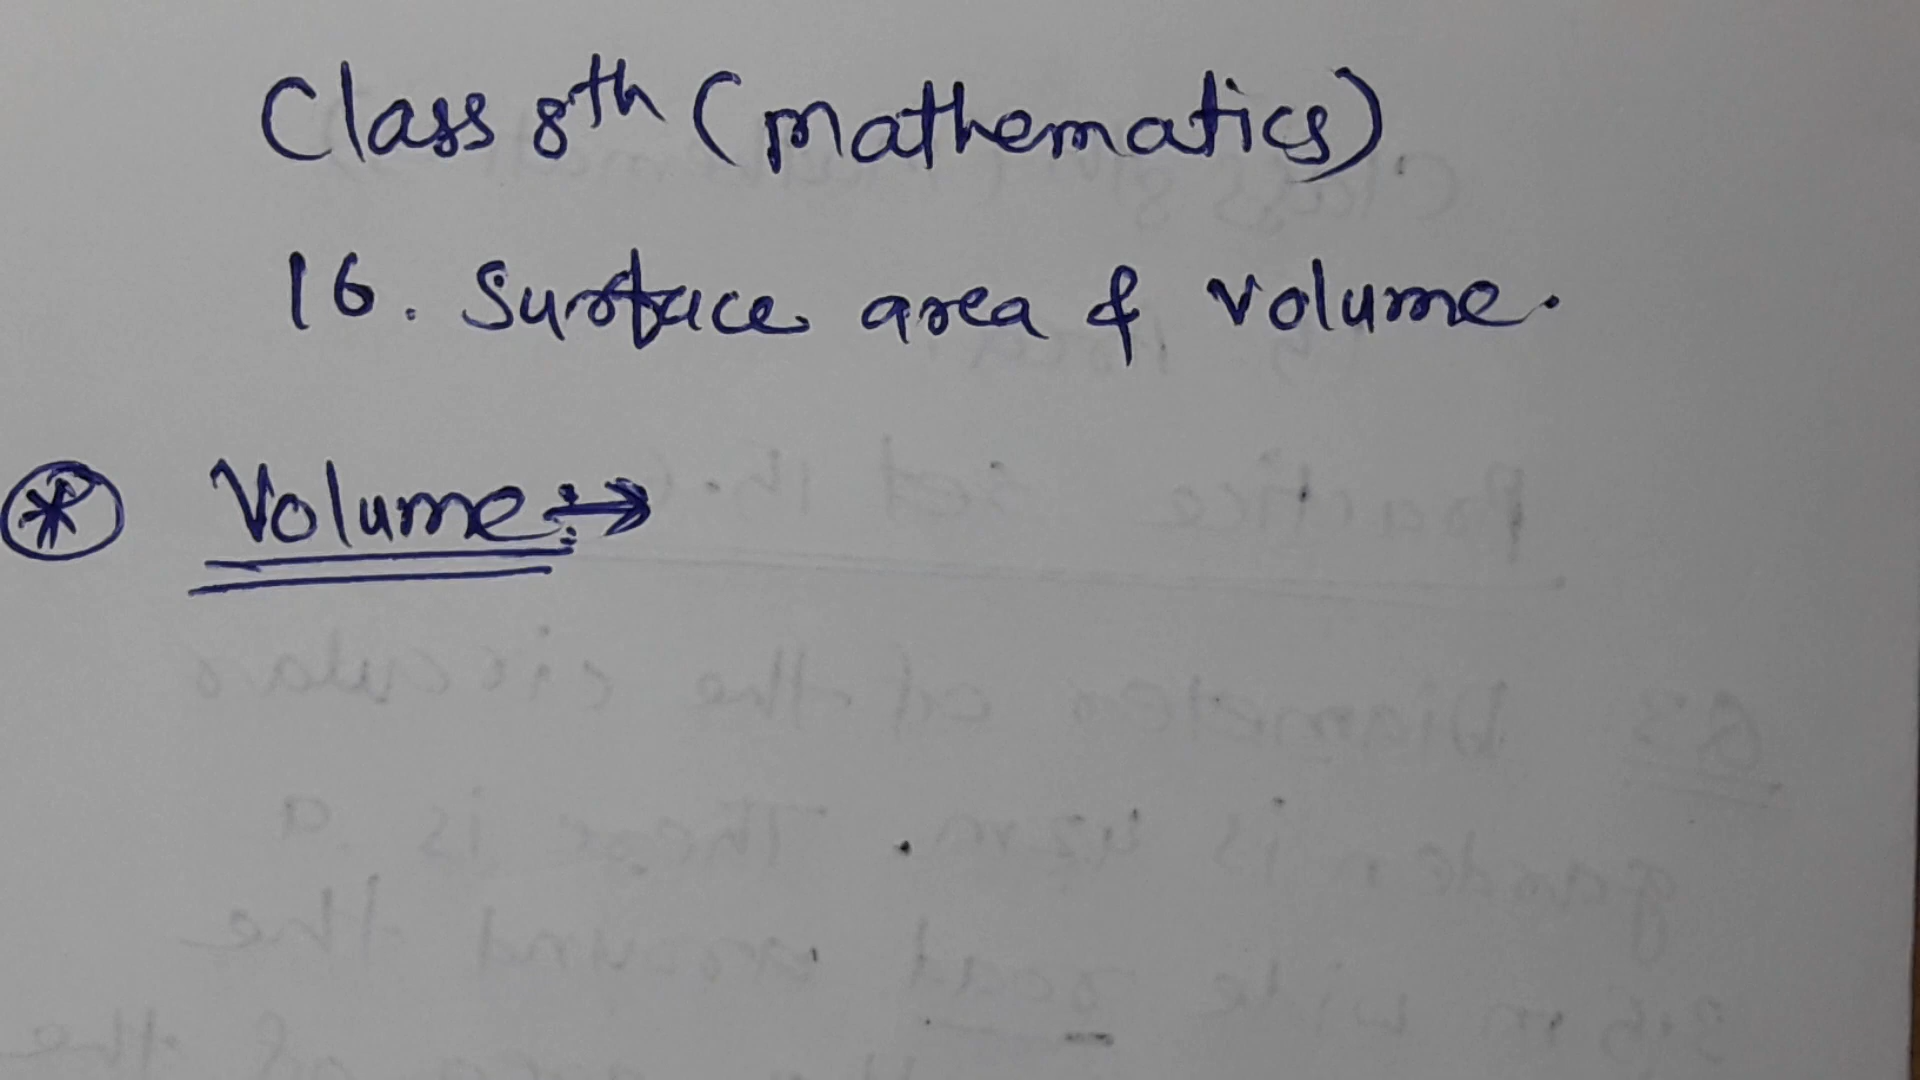 Class 8th (Mathematics)
16. Surface area & volume.
* Volume :→